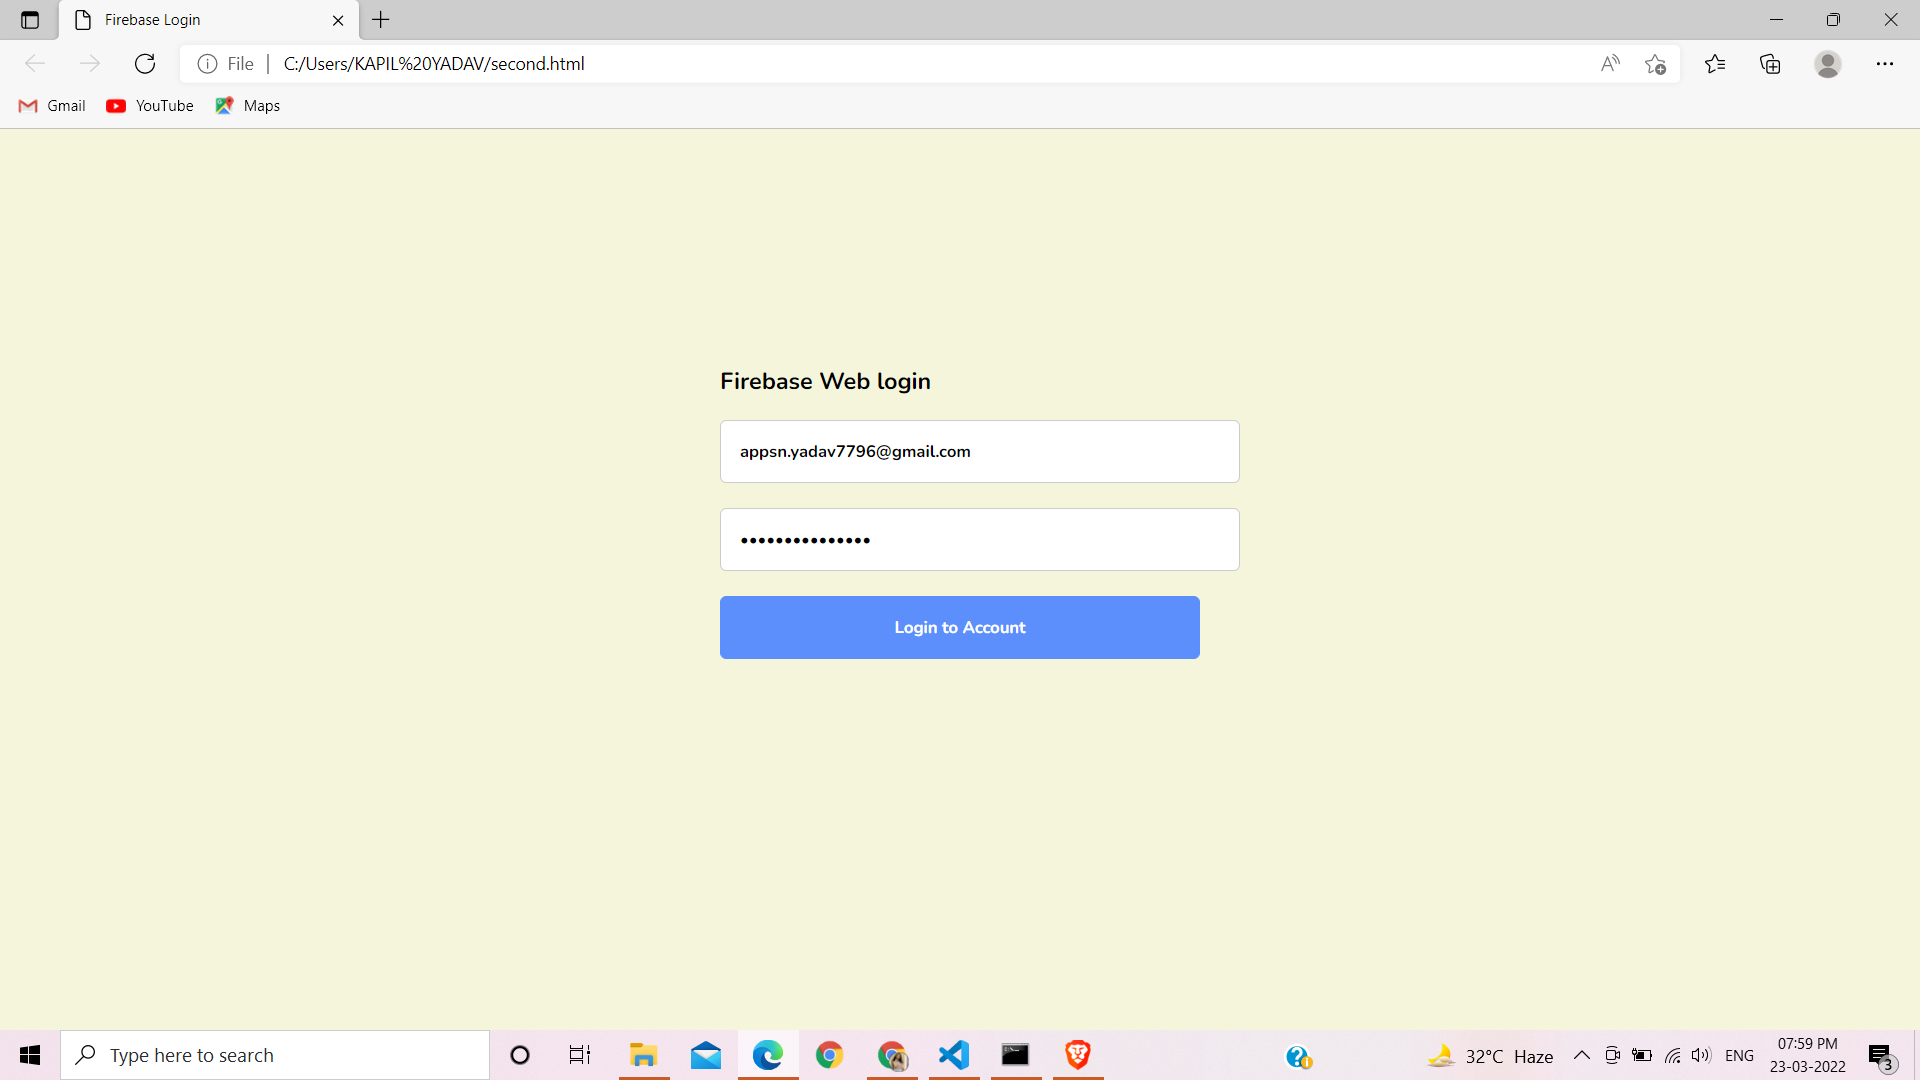 Firebase Login
File
C:/Users/KAPIL%20YADAV/second.html
Gmail
YouTube
Maps
Firebase Web login
appsn.yadav7796@gmail.com
•••••••••••••••
Login to Account
Type here to search
32°C Haze
ENG
07:59 PM
23-03-2022
3